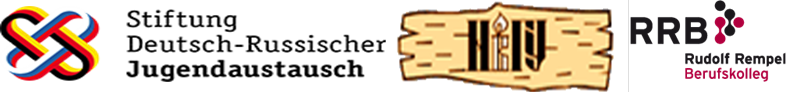 Stiftung
Deutsch-Russischer
Jugendaustausch
RRB
Rudolf Rempel
Berufskolleg